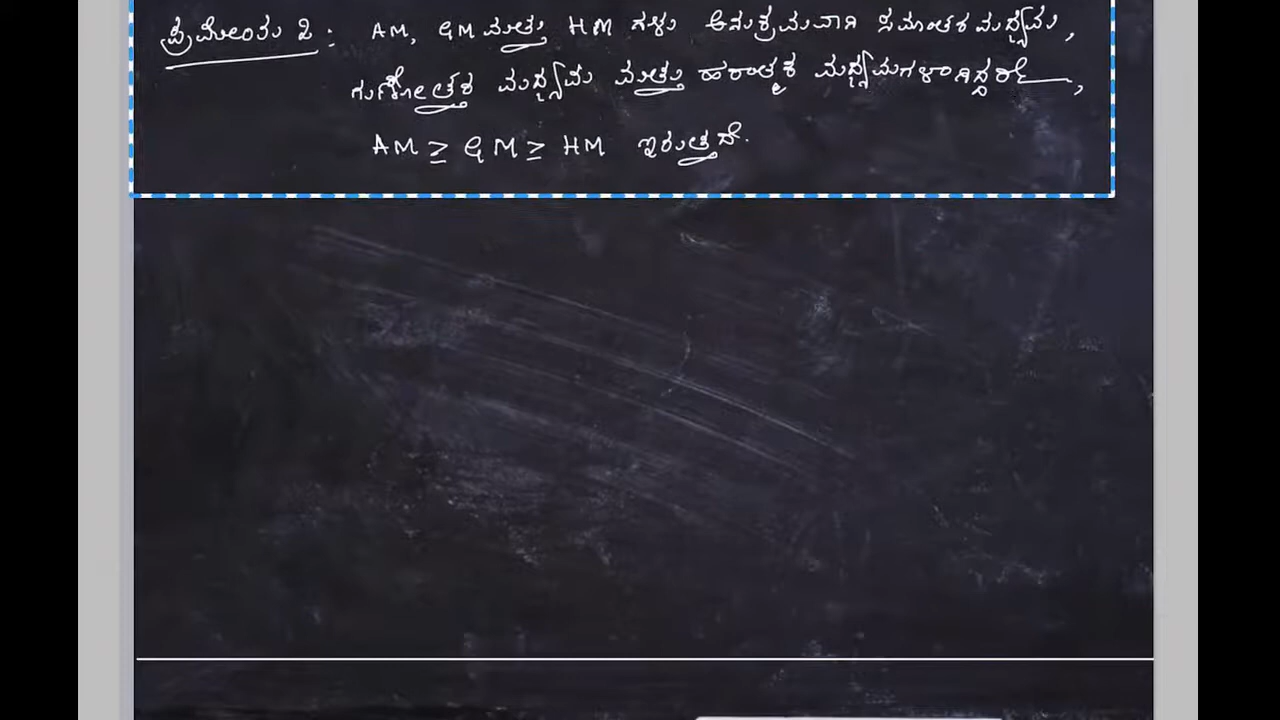 ಪ್ರಮೇಯ 2 : AM, GM ಮತ್ತು HM ಗಳು ಅನುಕ್ರಮವಾಗಿ ಸಮಾಂತರ ಮಧ್ಯಮ,
ಗುಣೋತ್ತರ ಮಧ್ಯಮ ಮತ್ತು ಹರಾತ್ಮಕ ಮಧ್ಯಮಗಳಾಗಿದ್ದರೆ,
AM ≥ GM ≥ HM ಇರುತ್ತದೆ.